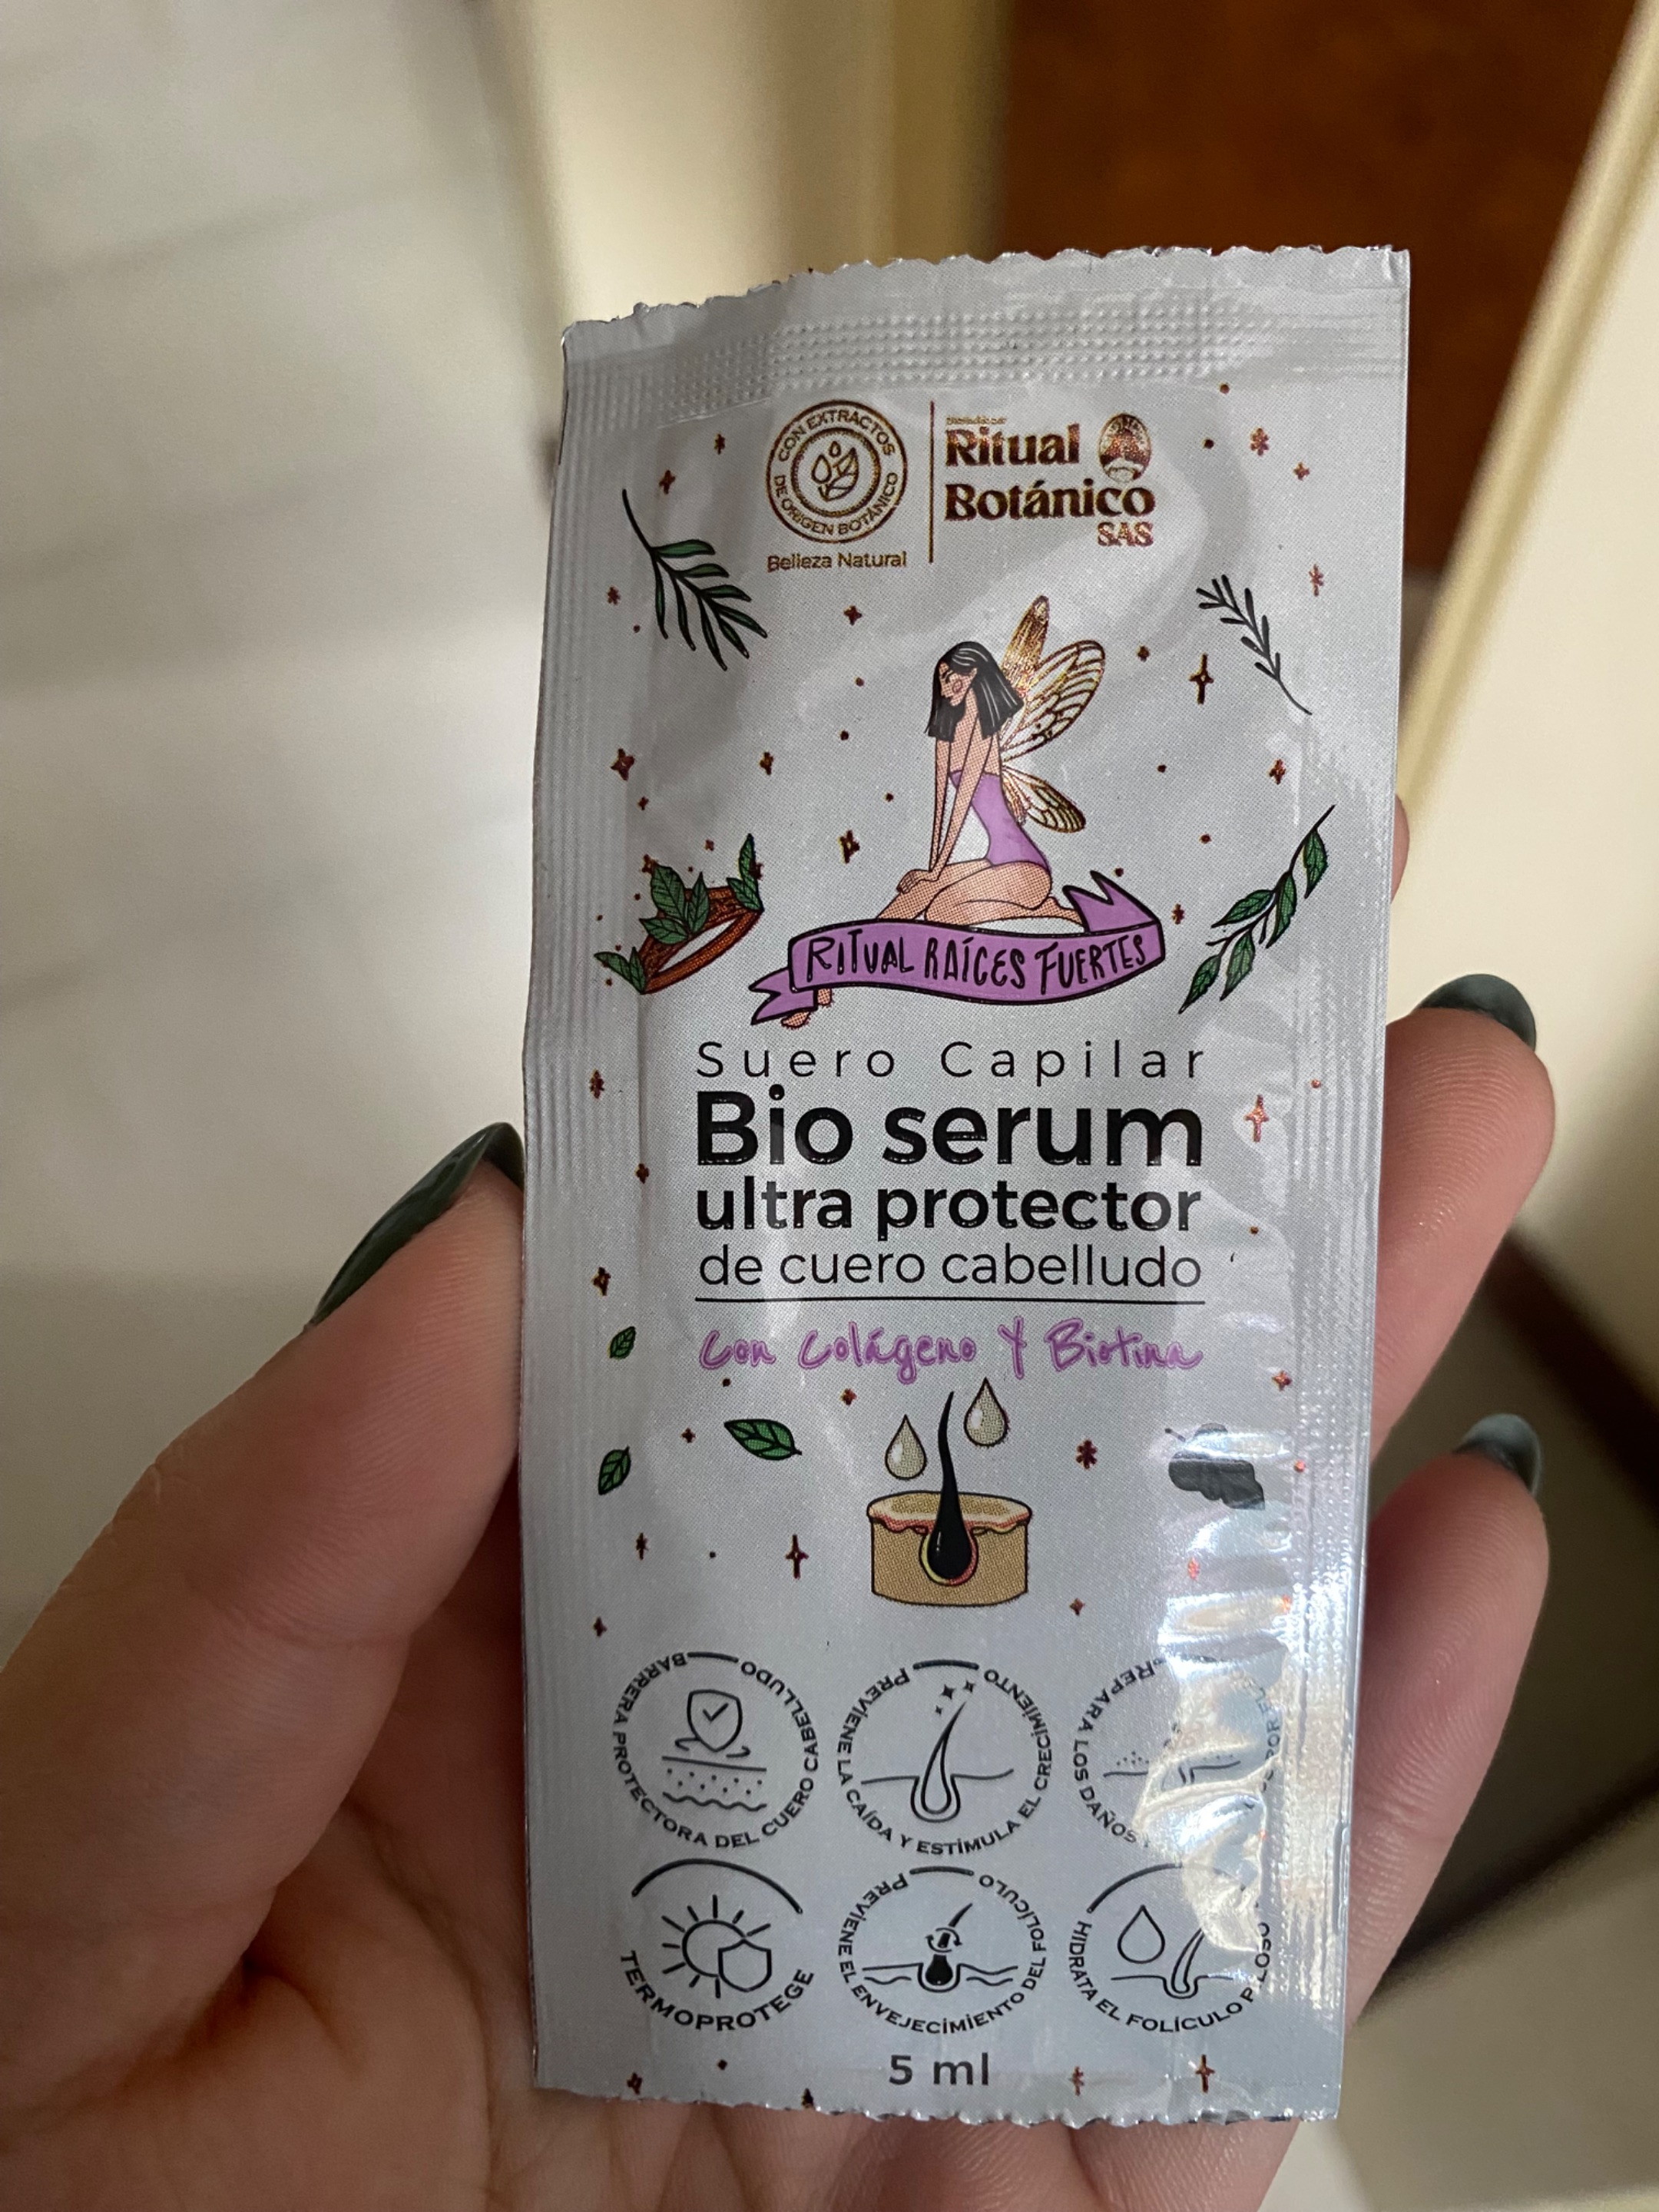 CON EXTRACTOS DE ORIGEN BOTÁNICO
Belleza Natural
Ritual
Botánico
SAS
RITUAL RAÍCES FUERTES
Suero Capilar
Bio serum
ultra protector
de cuero cabelludo
Con Colágeno Y Biotina
BARRERA PROTECTORA DEL CUERO CABELLUDO
PREVIENE LA CAÍDA Y ESTÍMULA EL CRECIMIENTO
REPARA LOS DAÑOS
TERMOPROTEGE
PREVIENE EL ENVEJECIMIENTO DEL FOLÍCULO
HIDRATA EL FOLÍCULO
5 ml